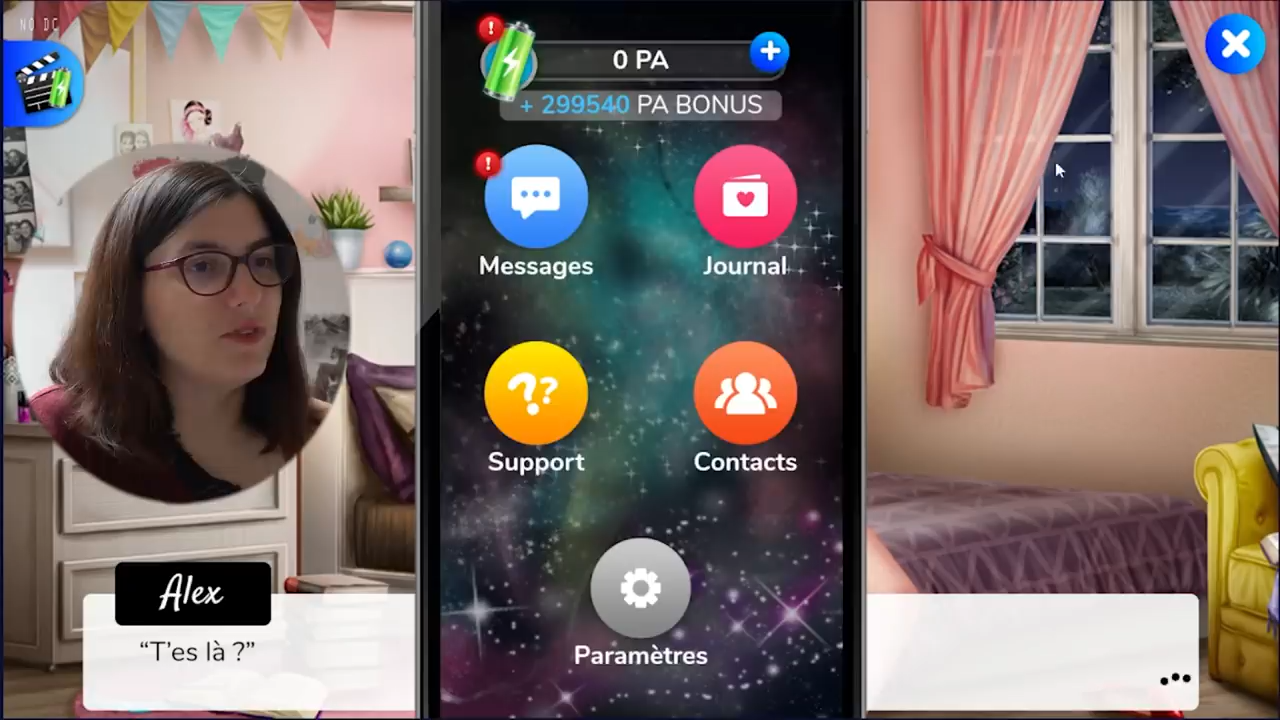 NO DC
0 PA
+ 299540 PA BONUS
Messages
Journal
Support
Contacts
Paramètres
Alex
“T'es là ?”